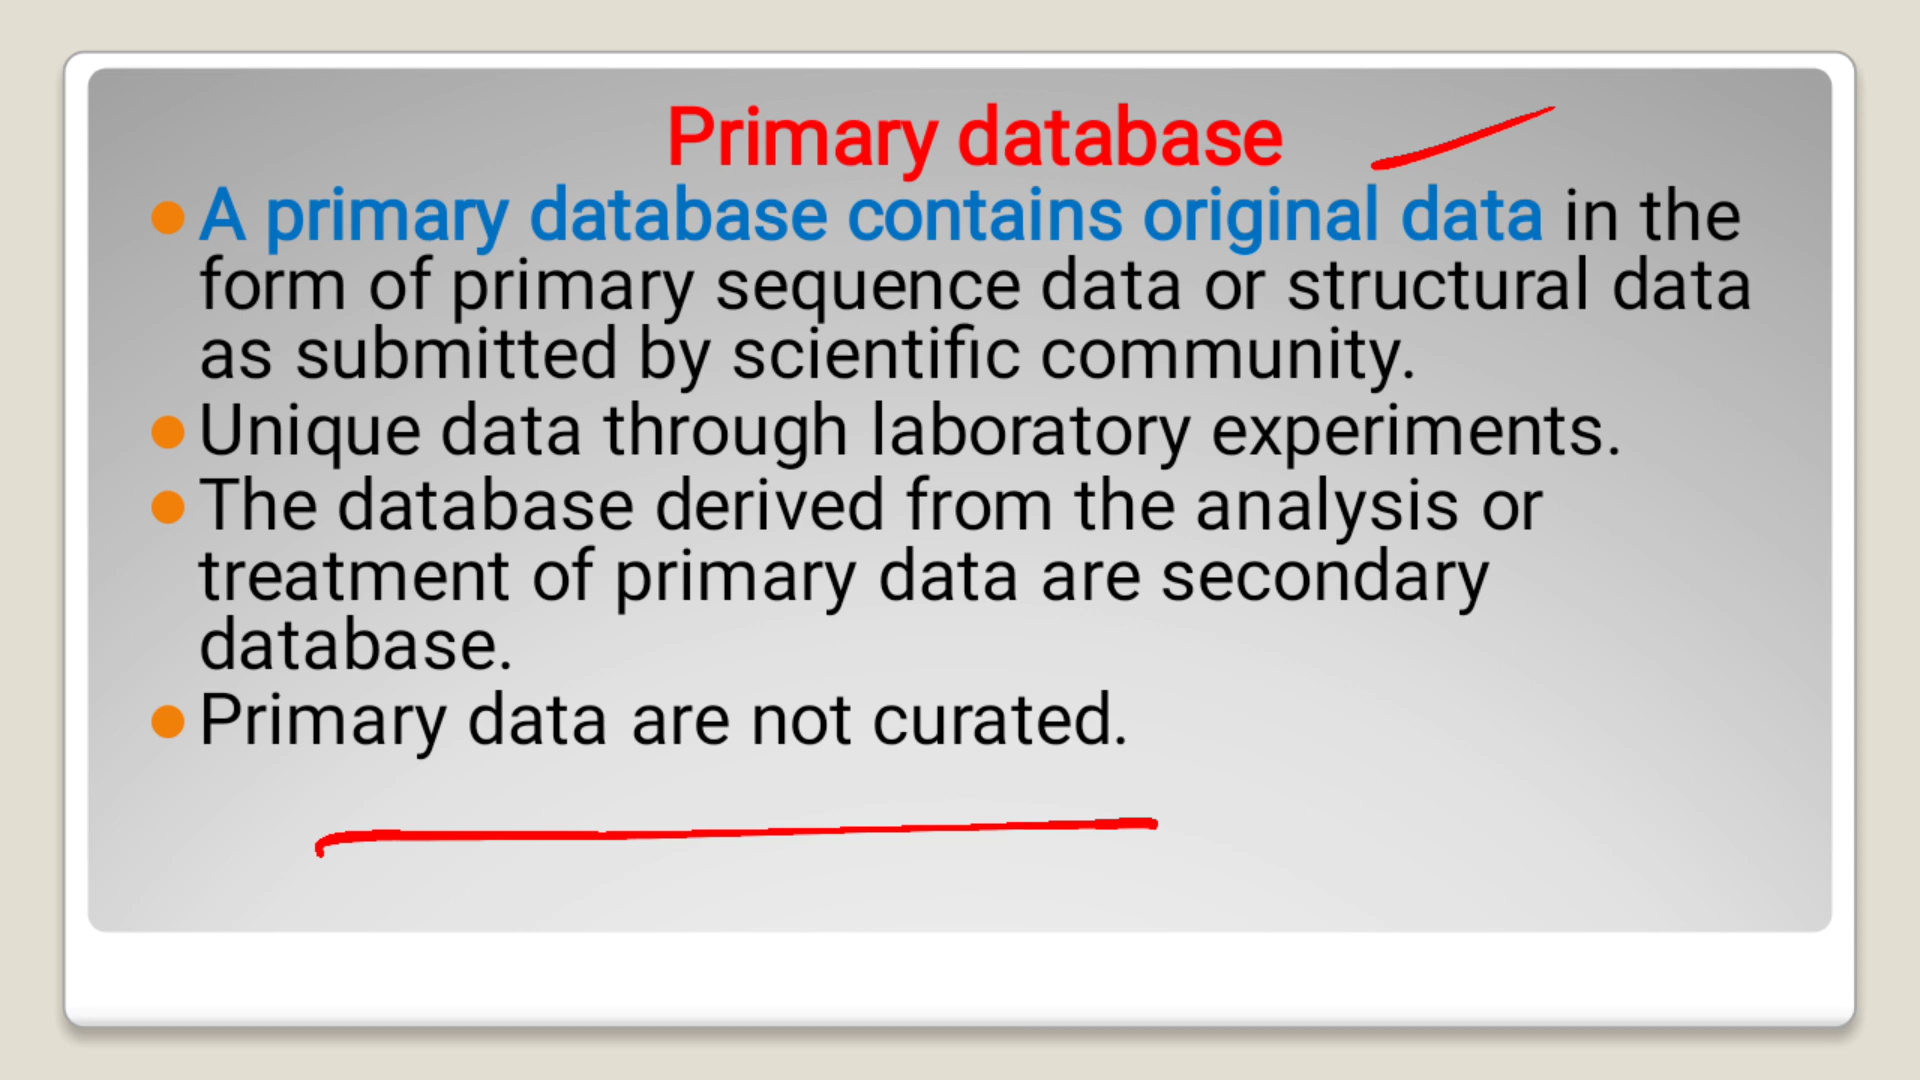 Primary database
A primary database contains original data in the
form of primary sequence data or structural data
as submitted by scientific community.
Unique data through laboratory experiments.
The database derived from the analysis or
treatment of primary data are secondary
database.
Primary data are not curated.